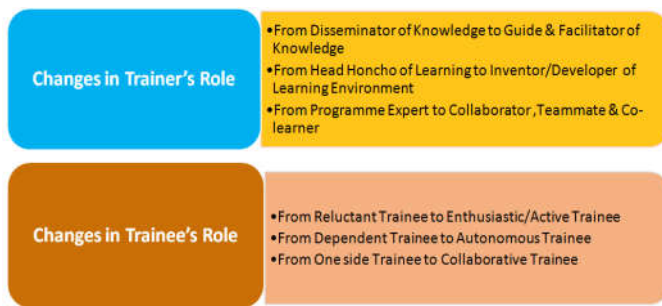 Changes in Trainer's Role
•From Disseminator of Knowledge to Guide & Facilitator of
Knowledge
•From Head Honcho of Learning to Inventor/Developer of
Learning Environment
•From Programme Expert to Collaborator,Teammate & Co-
learner
Changes in Trainee's Role
•From Reluctant Trainee to Enthusiastic/Active Trainee
•From Dependent Trainee to Autonomous Trainee
•From One side Trainee to Collaborative Trainee